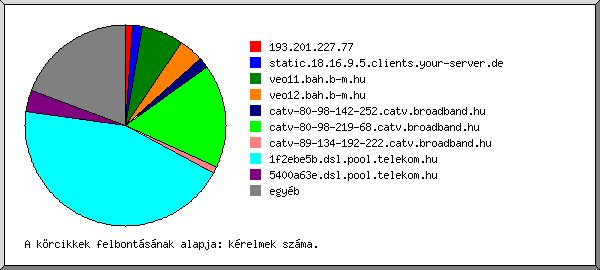 193.201.227.77
static.18.16.9.5.clients.your-server.de
veo11.bah.b-m.hu
veo12.bah.b-m.hu
catv-80-98-142-252.catv.broadband.hu
catv-80-98-219-68.catv.broadband.hu
catv-89-134-192-222.catv.broadband.hu
1f2ebe5b.dsl.pool.telekom.hu
5400a63e.dsl.pool.telekom.hu
egyéb
A körcikkek felbontásának alapja: kérelmek száma.